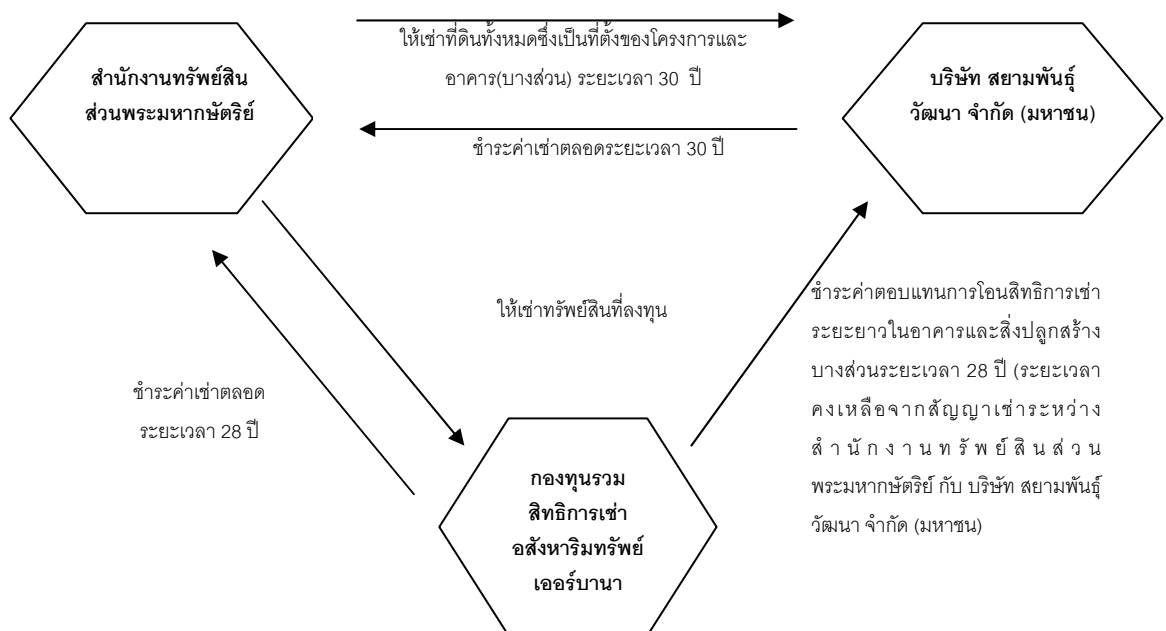 ให้เช่าที่ดินทั้งหมดซึ่งเป็นที่ตั้งของโครงการและ
อาคาร(บางส่วน) ระยะเวลา 30 ปี
สำนักงานทรัพย์สิน
ส่วนพระมหากษัตริย์
บริษัท สยามพันธุ์
วัฒนา จำกัด (มหาชน)
ชำระค่าเช่าตลอดระยะเวลา 30 ปี
ให้เช่าทรัพย์สินที่ลงทุน
ชำระค่าตอบแทนการโอนสิทธิการเช่า
ระยะยาวในอาคารและสิ่งปลูกสร้าง
บางส่วนระยะเวลา 28 ปี (ระยะเวลา
คงเหลือจากสัญญาเช่าระหว่าง
สำนักงานทรัพย์สินส่วน
พระมหากษัตริย์ กับ บริษัท สยามพันธุ์
วัฒนา จำกัด (มหาชน)
ชำระค่าเช่าตลอด
ระยะเวลา 28 ปี
กองทุนรวม
สิทธิการเช่า
อสังหาริมทรัพย์
เออร์บานา